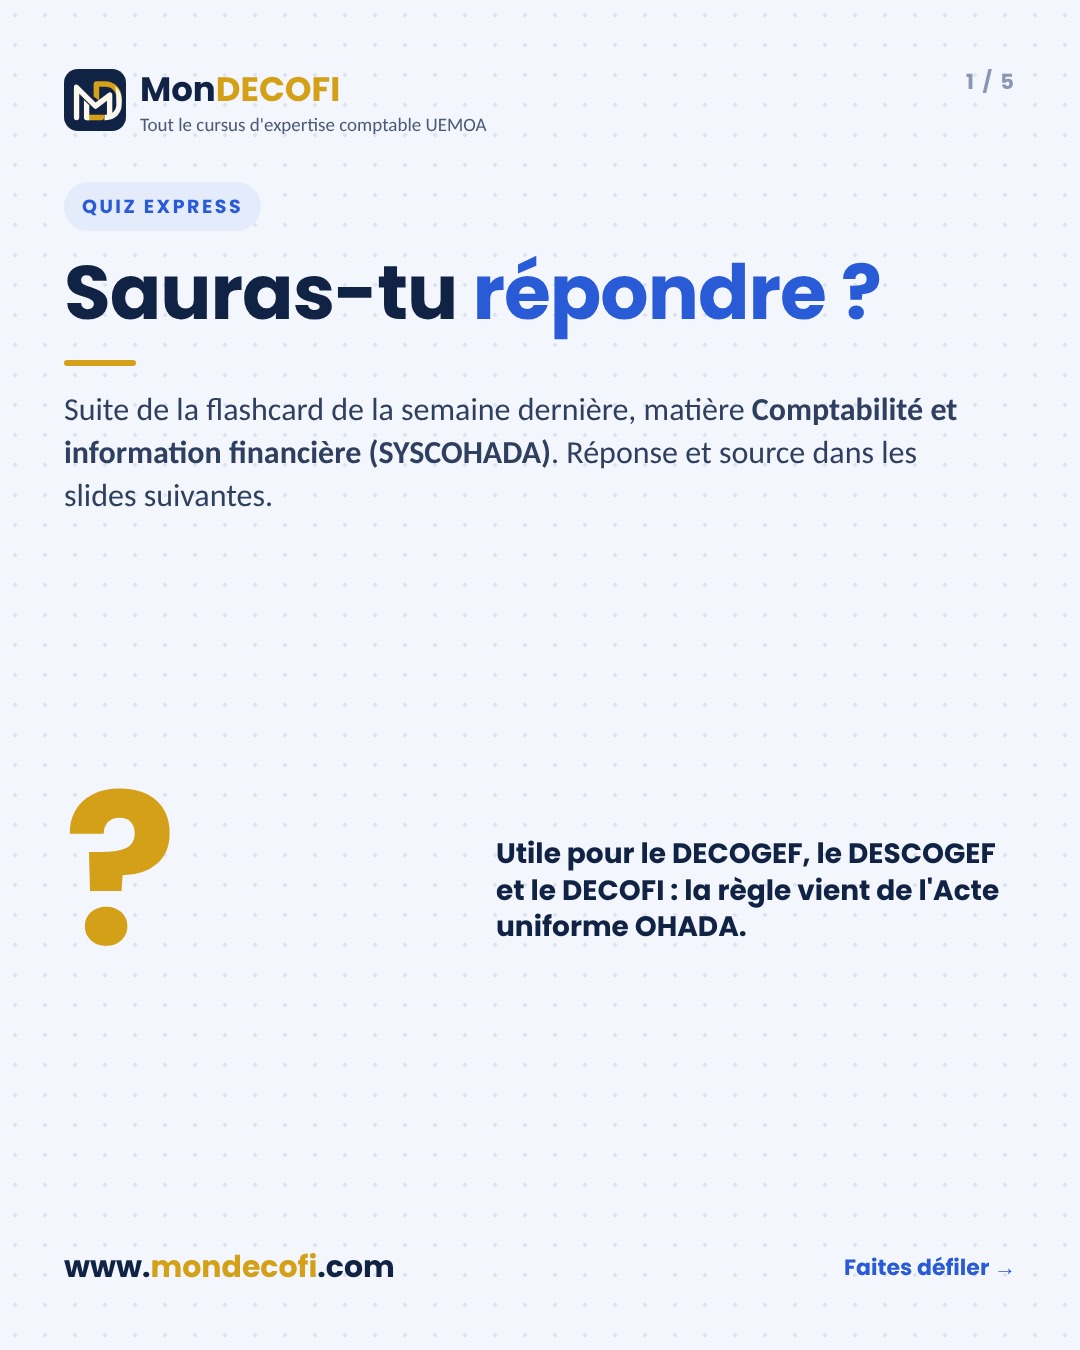 MonDECOFI
Tout le cursus d'expertise comptable UEMOA
1 / 5
QUIZ EXPRESS
Sauras-tu répondre ?
Suite de la flashcard de la semaine dernière, matière Comptabilité et
information financière (SYSCOHADA). Réponse et source dans les
slides suivantes.
?
Utile pour le DECOGEF, le DESCOGEF
et le DECOFI : la règle vient de l'Acte
uniforme OHADA.
www.mondecofi.com
Faites défiler →